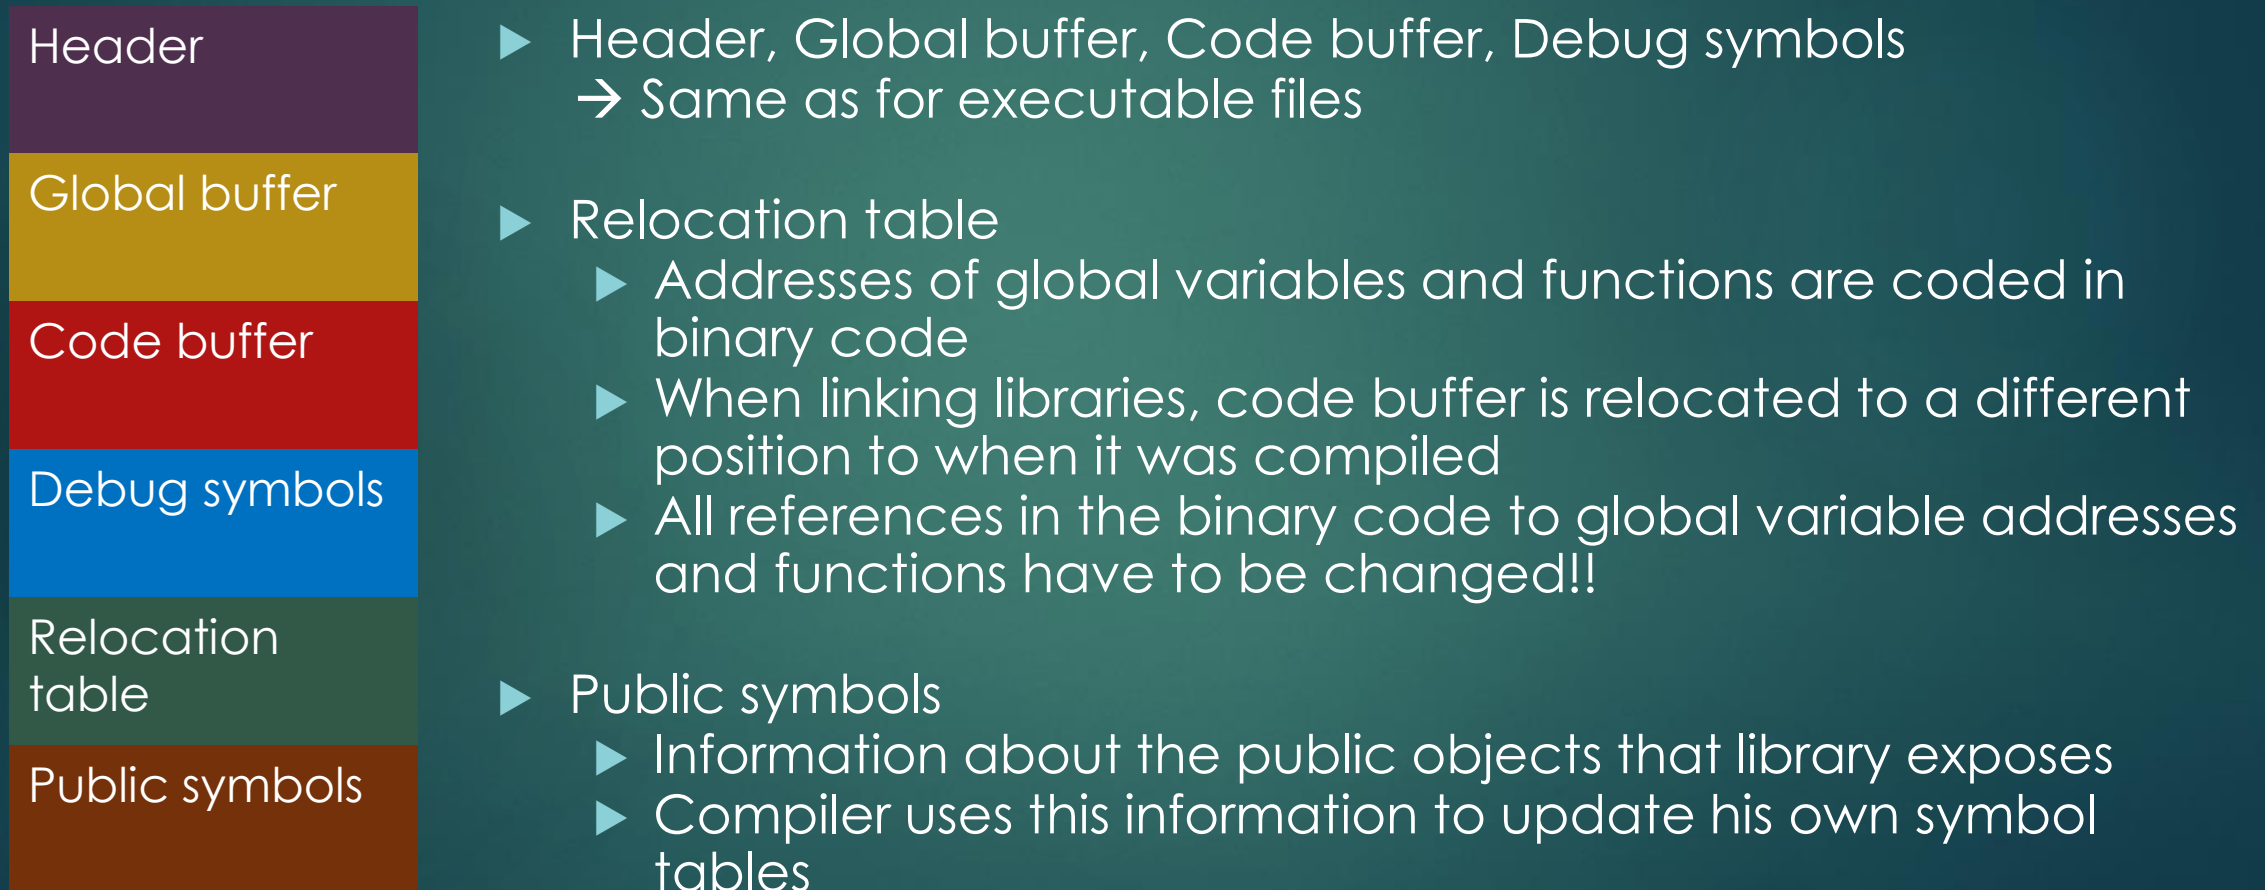 Header
Global buffer
Code buffer
Debug symbols
Relocation
table
Public symbols
Header, Global buffer, Code buffer, Debug symbols
→ Same as for executable files
Relocation table
Addresses of global variables and functions are coded in
binary code
When linking libraries, code buffer is relocated to a different
position to when it was compiled
All references in the binary code to global variable addresses
and functions have to be changed!!
Public symbols
Information about the public objects that library exposes
Compiler uses this information to update his own symbol
tables